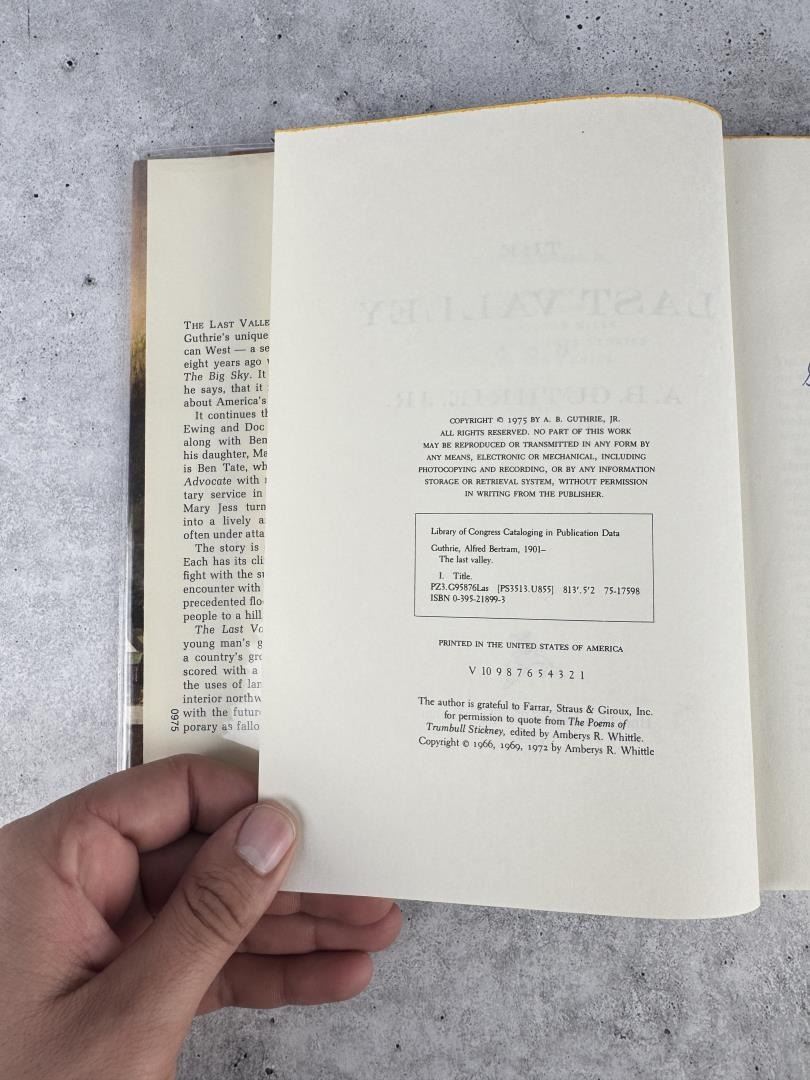 THE LAST VALLE
Guthrie's unique
can West — a se
eight years ago
The Big Sky. It
he says, that it
about America's
It continues th
Ewing and Doc
along with Ben
his daughter, Ma
is Ben Tate, wh
Advocate with
tary service in
Mary Jess turn
into a lively a
often under atta
The story is
Each has its cli
fight with the su
encounter with
precedented flo
people to a hill
The Last Va
young man's g
a country's gre
scored with a
the uses of lan
interior northw
with the futur
porary as fallo
0975
THE
LAST VALLEY
A.B. GUTHRIE, JR.
COPYRIGHT © 1975 BY A. B. GUTHRIE, JR.
ALL RIGHTS RESERVED. NO PART OF THIS WORK
MAY BE REPRODUCED OR TRANSMITTED IN ANY FORM BY
ANY MEANS, ELECTRONIC OR MECHANICAL, INCLUDING
PHOTOCOPYING AND RECORDING, OR BY ANY INFORMATION
STORAGE OR RETRIEVAL SYSTEM, WITHOUT PERMISSION
IN WRITING FROM THE PUBLISHER.
Library of Congress Cataloging in Publication Data
Guthrie, Alfred Bertram, 1901–
The last valley.
I. Title.
PZ3.G95876Las [PS3513.U855] 813'.5'2 75-17598
ISBN 0-395-21899-3
PRINTED IN THE UNITED STATES OF AMERICA
V 10 9 8 7 6 5 4 3 2 1
The author is grateful to Farrar, Straus & Giroux, Inc.
for permission to quote from The Poems of
Trumbull Stickney, edited by Amberys R. Whittle.
Copyright © 1966, 1969, 1972 by Amberys R. Whittle